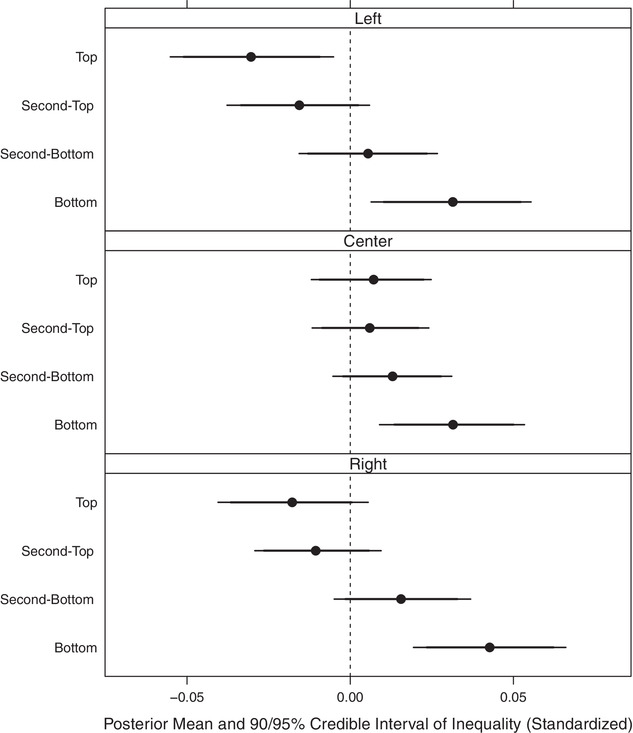 Left
Top
Second-Top
Second-Bottom
Bottom
Center
Top
Second-Top
Second-Bottom
Bottom
Right
Top
Second-Top
Second-Bottom
Bottom
−0.05 0.00 0.05
Posterior Mean and 90/95% Credible Interval of Inequality (Standardized)